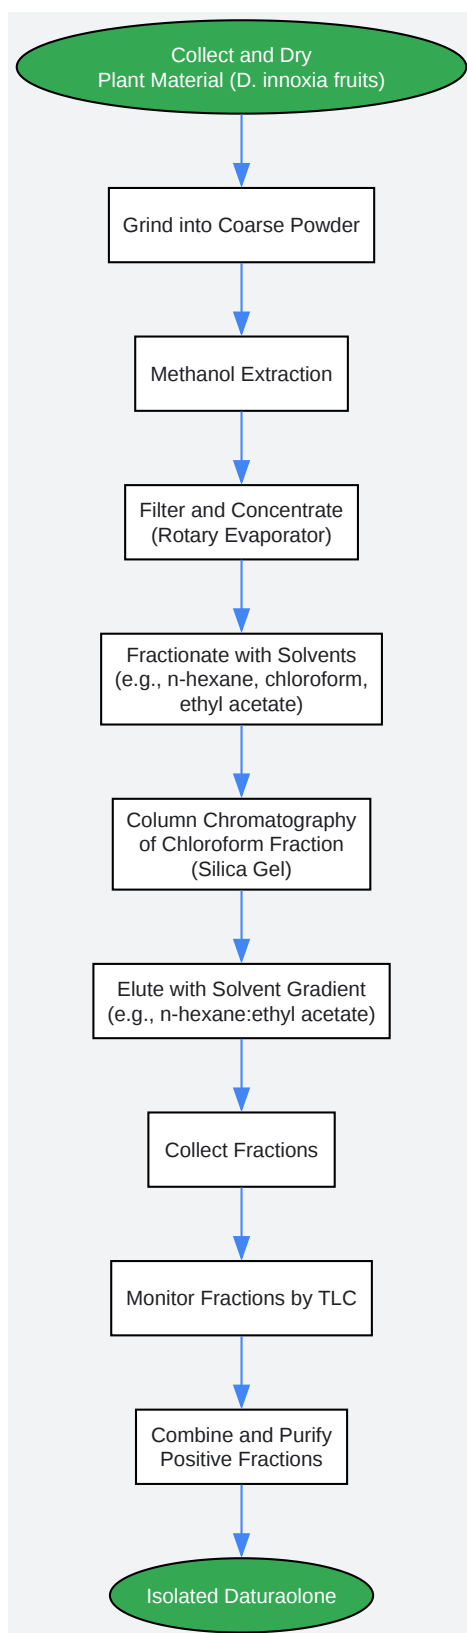 Collect and Dry
Plant Material (D. innoxia fruits)
Grind into Coarse Powder
Methanol Extraction
Filter and Concentrate
(Rotary Evaporator)
Fractionate with Solvents
(e.g., n-hexane, chloroform,
ethyl acetate)
Column Chromatography
of Chloroform Fraction
(Silica Gel)
Elute with Solvent Gradient
(e.g., n-hexane:ethyl acetate)
Collect Fractions
Monitor Fractions by TLC
Combine and Purify
Positive Fractions
Isolated Daturaolone